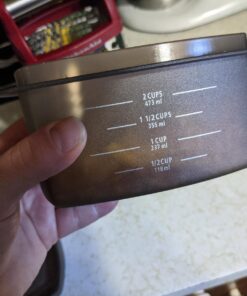 2 CUPS
473 ml
1 1/2 CUPS
355 ml
1 CUP
237 ml
1/2 CUP
118 ml